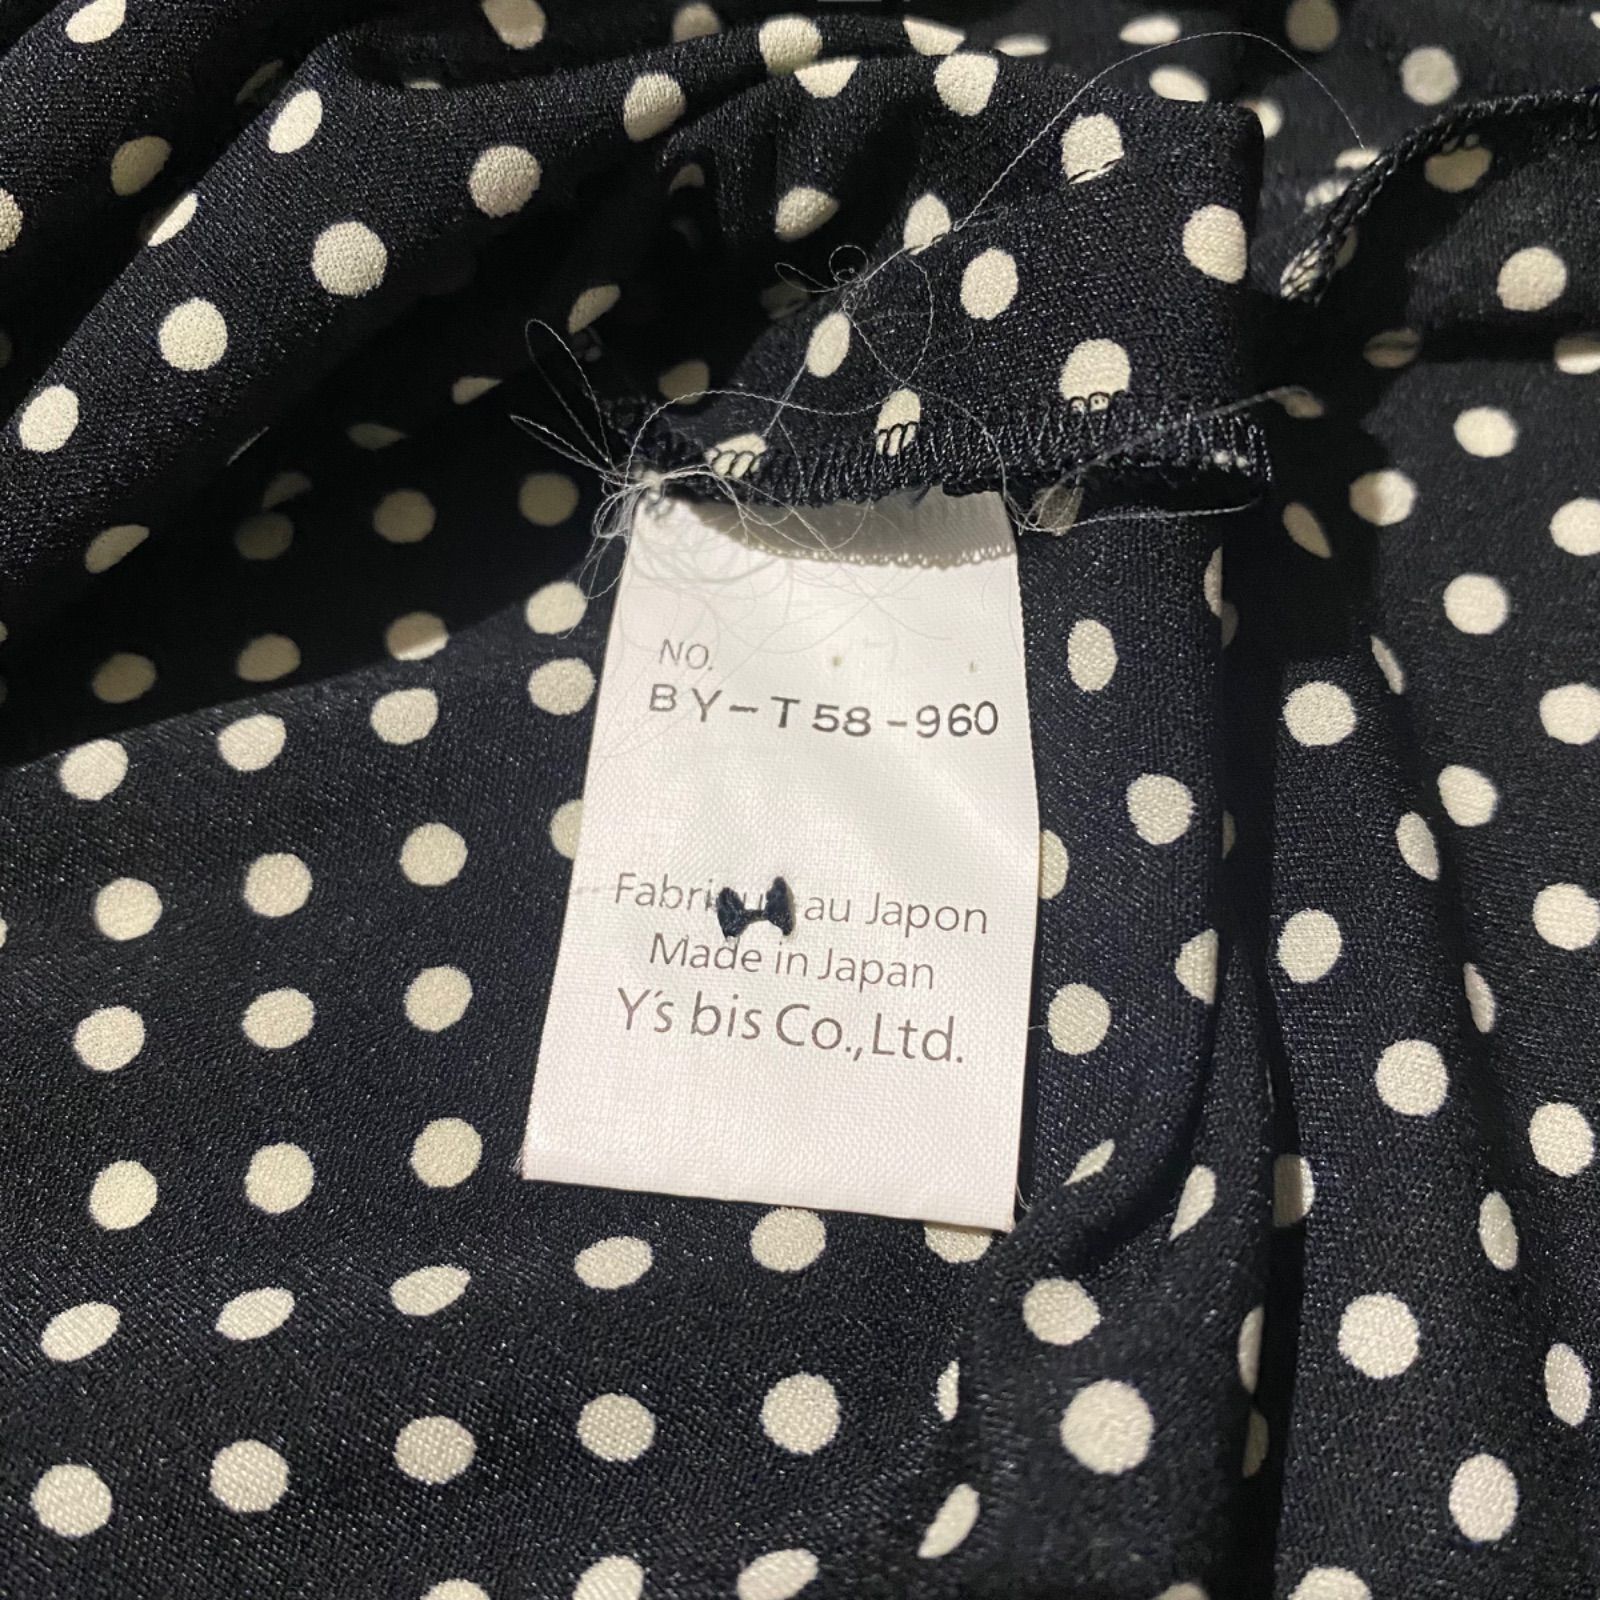 NO.
BY-T58-960
au Japon
Made in Japan
Y's bis Co.,Ltd.